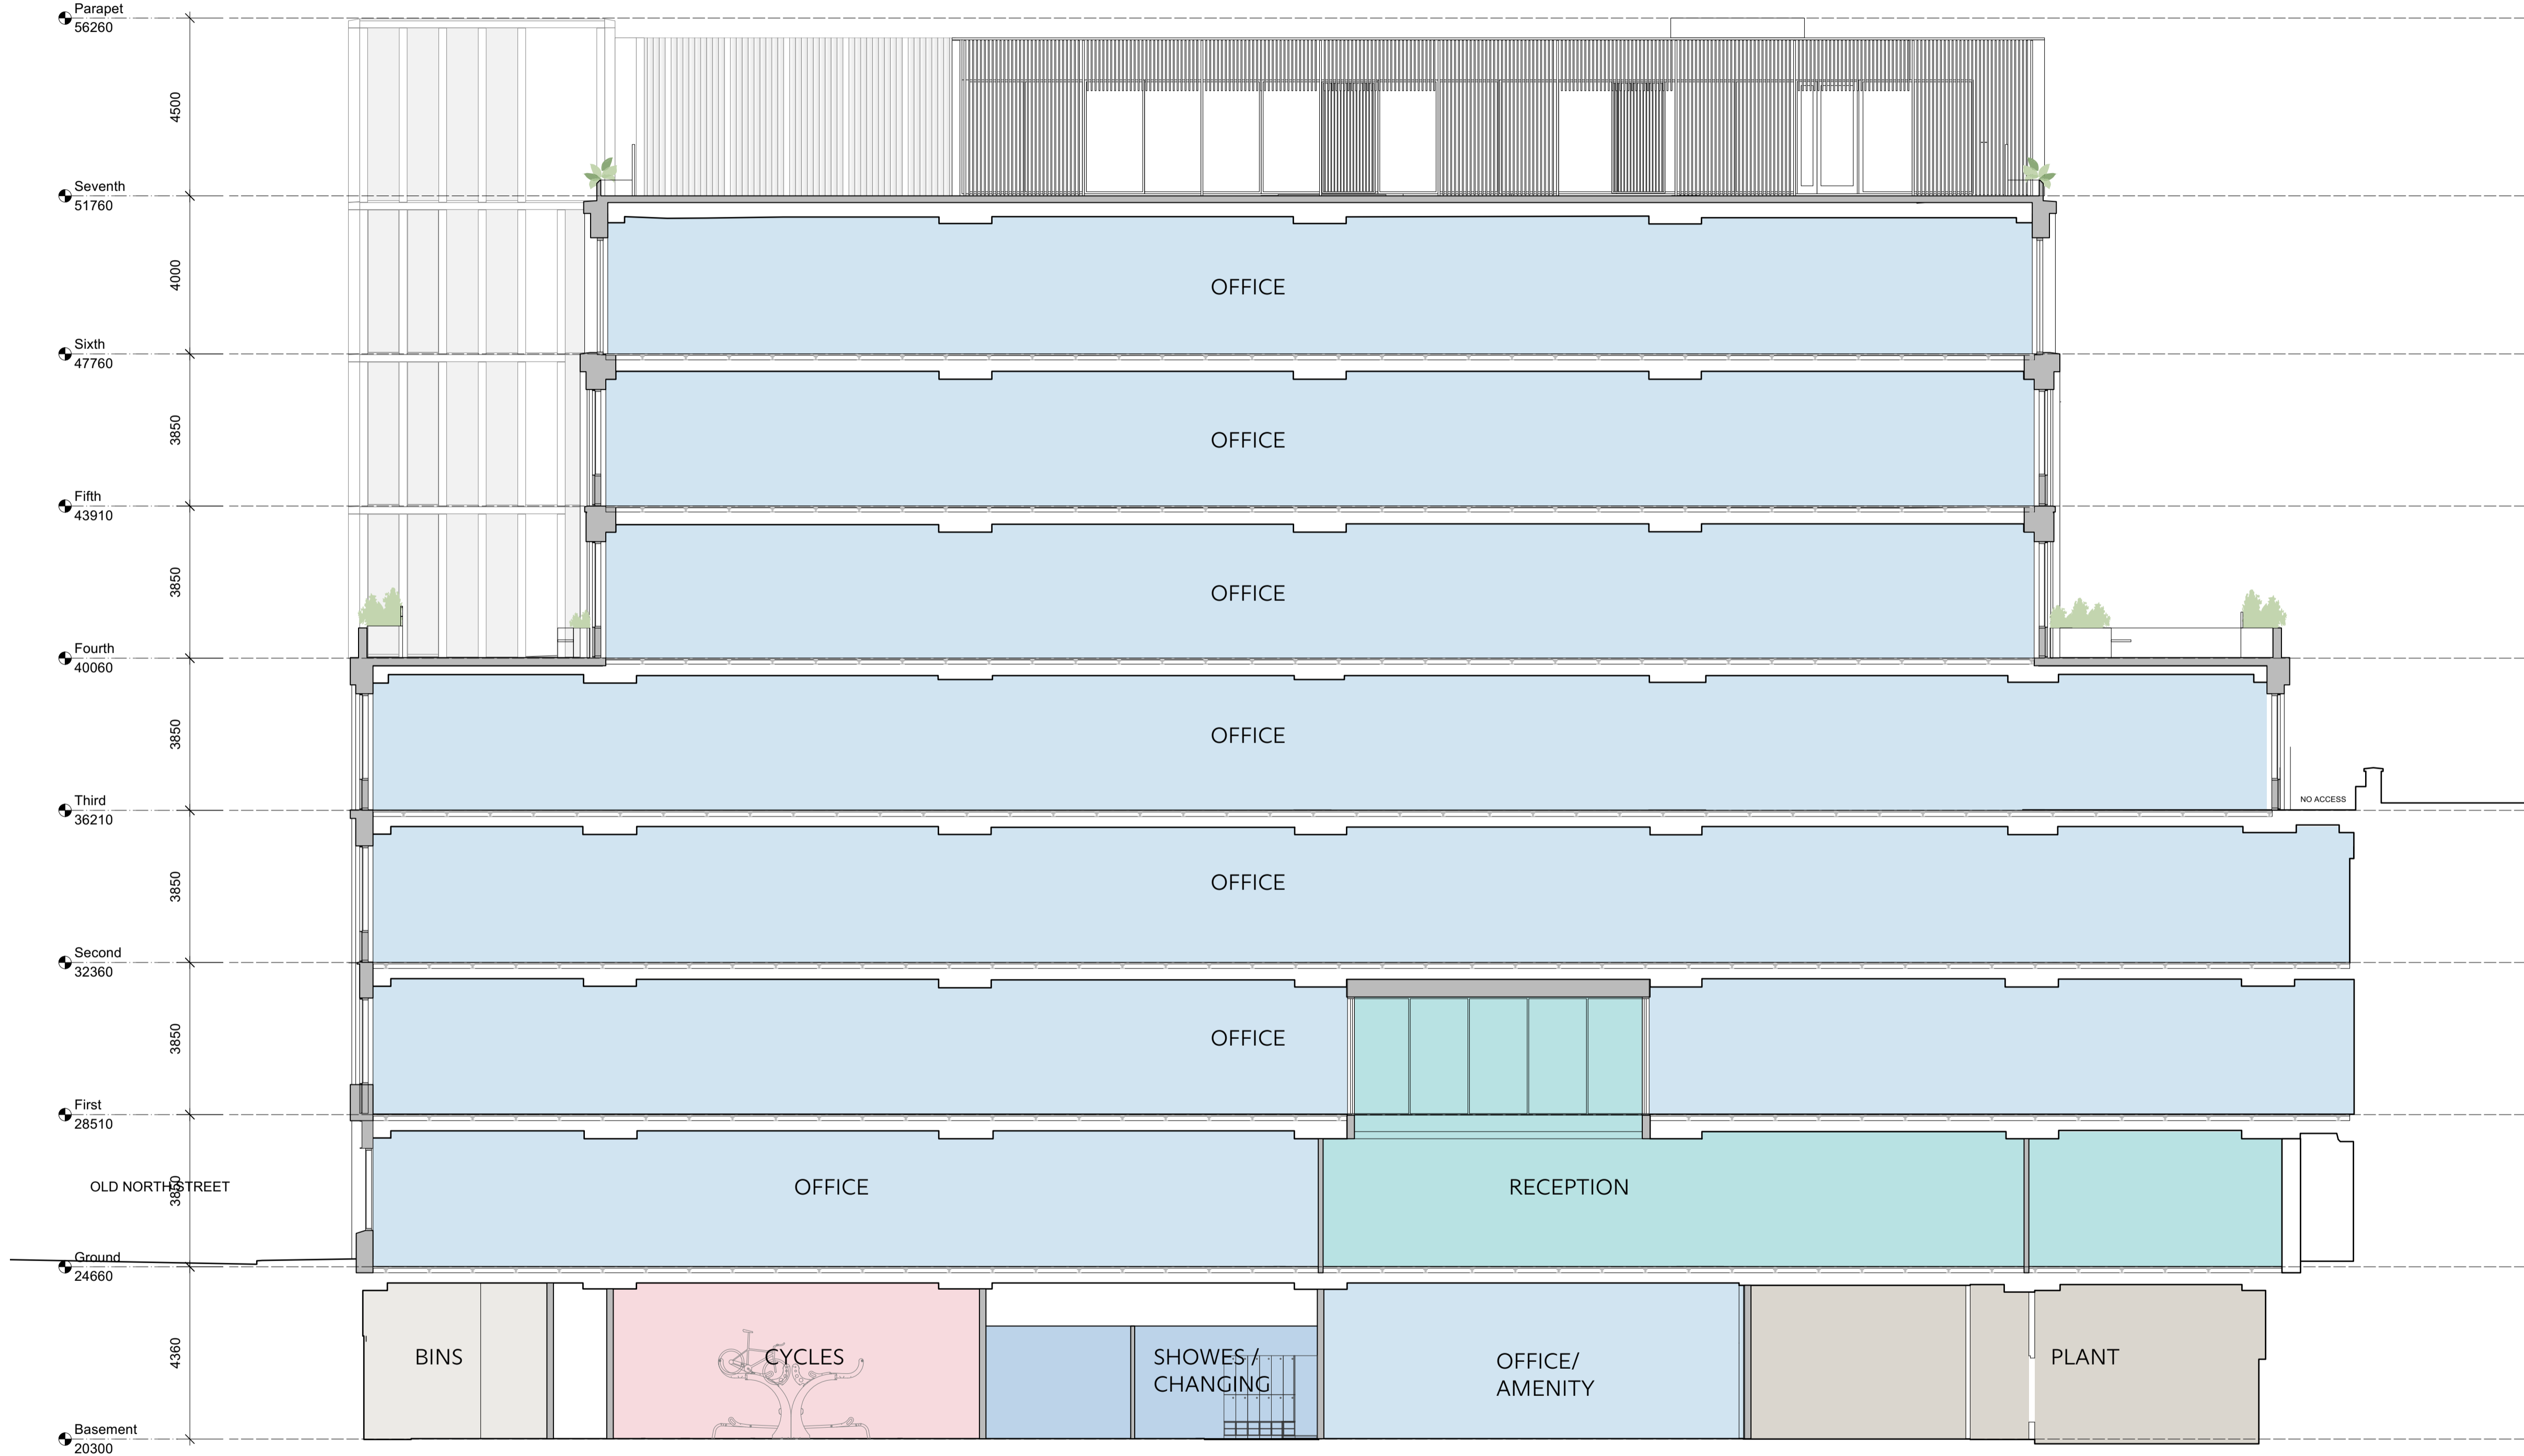 Parapet
56260
4500
Seventh
51760
4000
OFFICE
Sixth
47760
3850
OFFICE
Fifth
43910
3850
OFFICE
Fourth
40060
3850
OFFICE
NO ACCESS
Third
36210
3850
OFFICE
Second
32360
3850
OFFICE
First
28510
3850
OLD NORTH STREET
OFFICE
RECEPTION
Ground
24660
4360
BINS
CYCLES
SHOWES /
CHANGING
OFFICE/
AMENITY
PLANT
Basement
20300